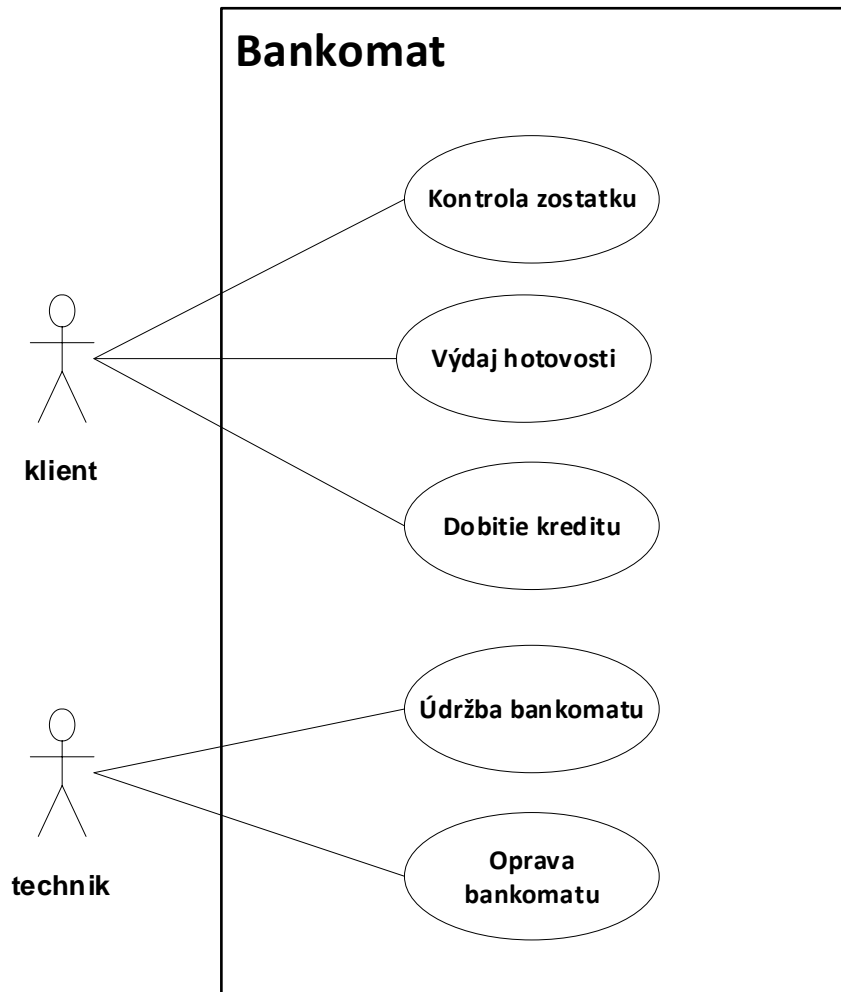 Bankomat
Kontrola zostatku
Výdaj hotovosti
klient
Dobitie kreditu
Údržba bankomatu
technik
Oprava
bankomatu